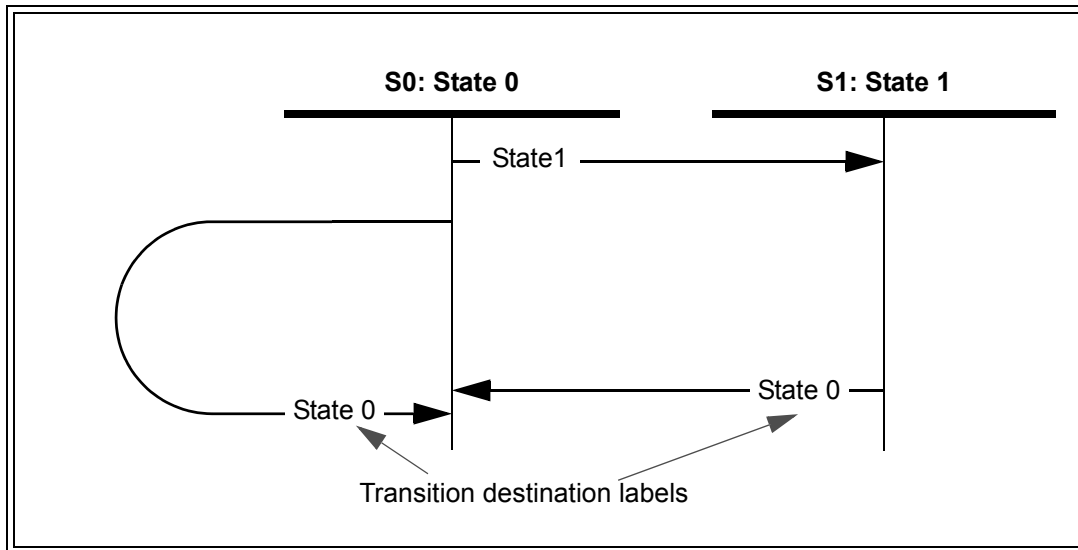 S0: State 0
S1: State 1
State1
State 0
State 0
Transition destination labels